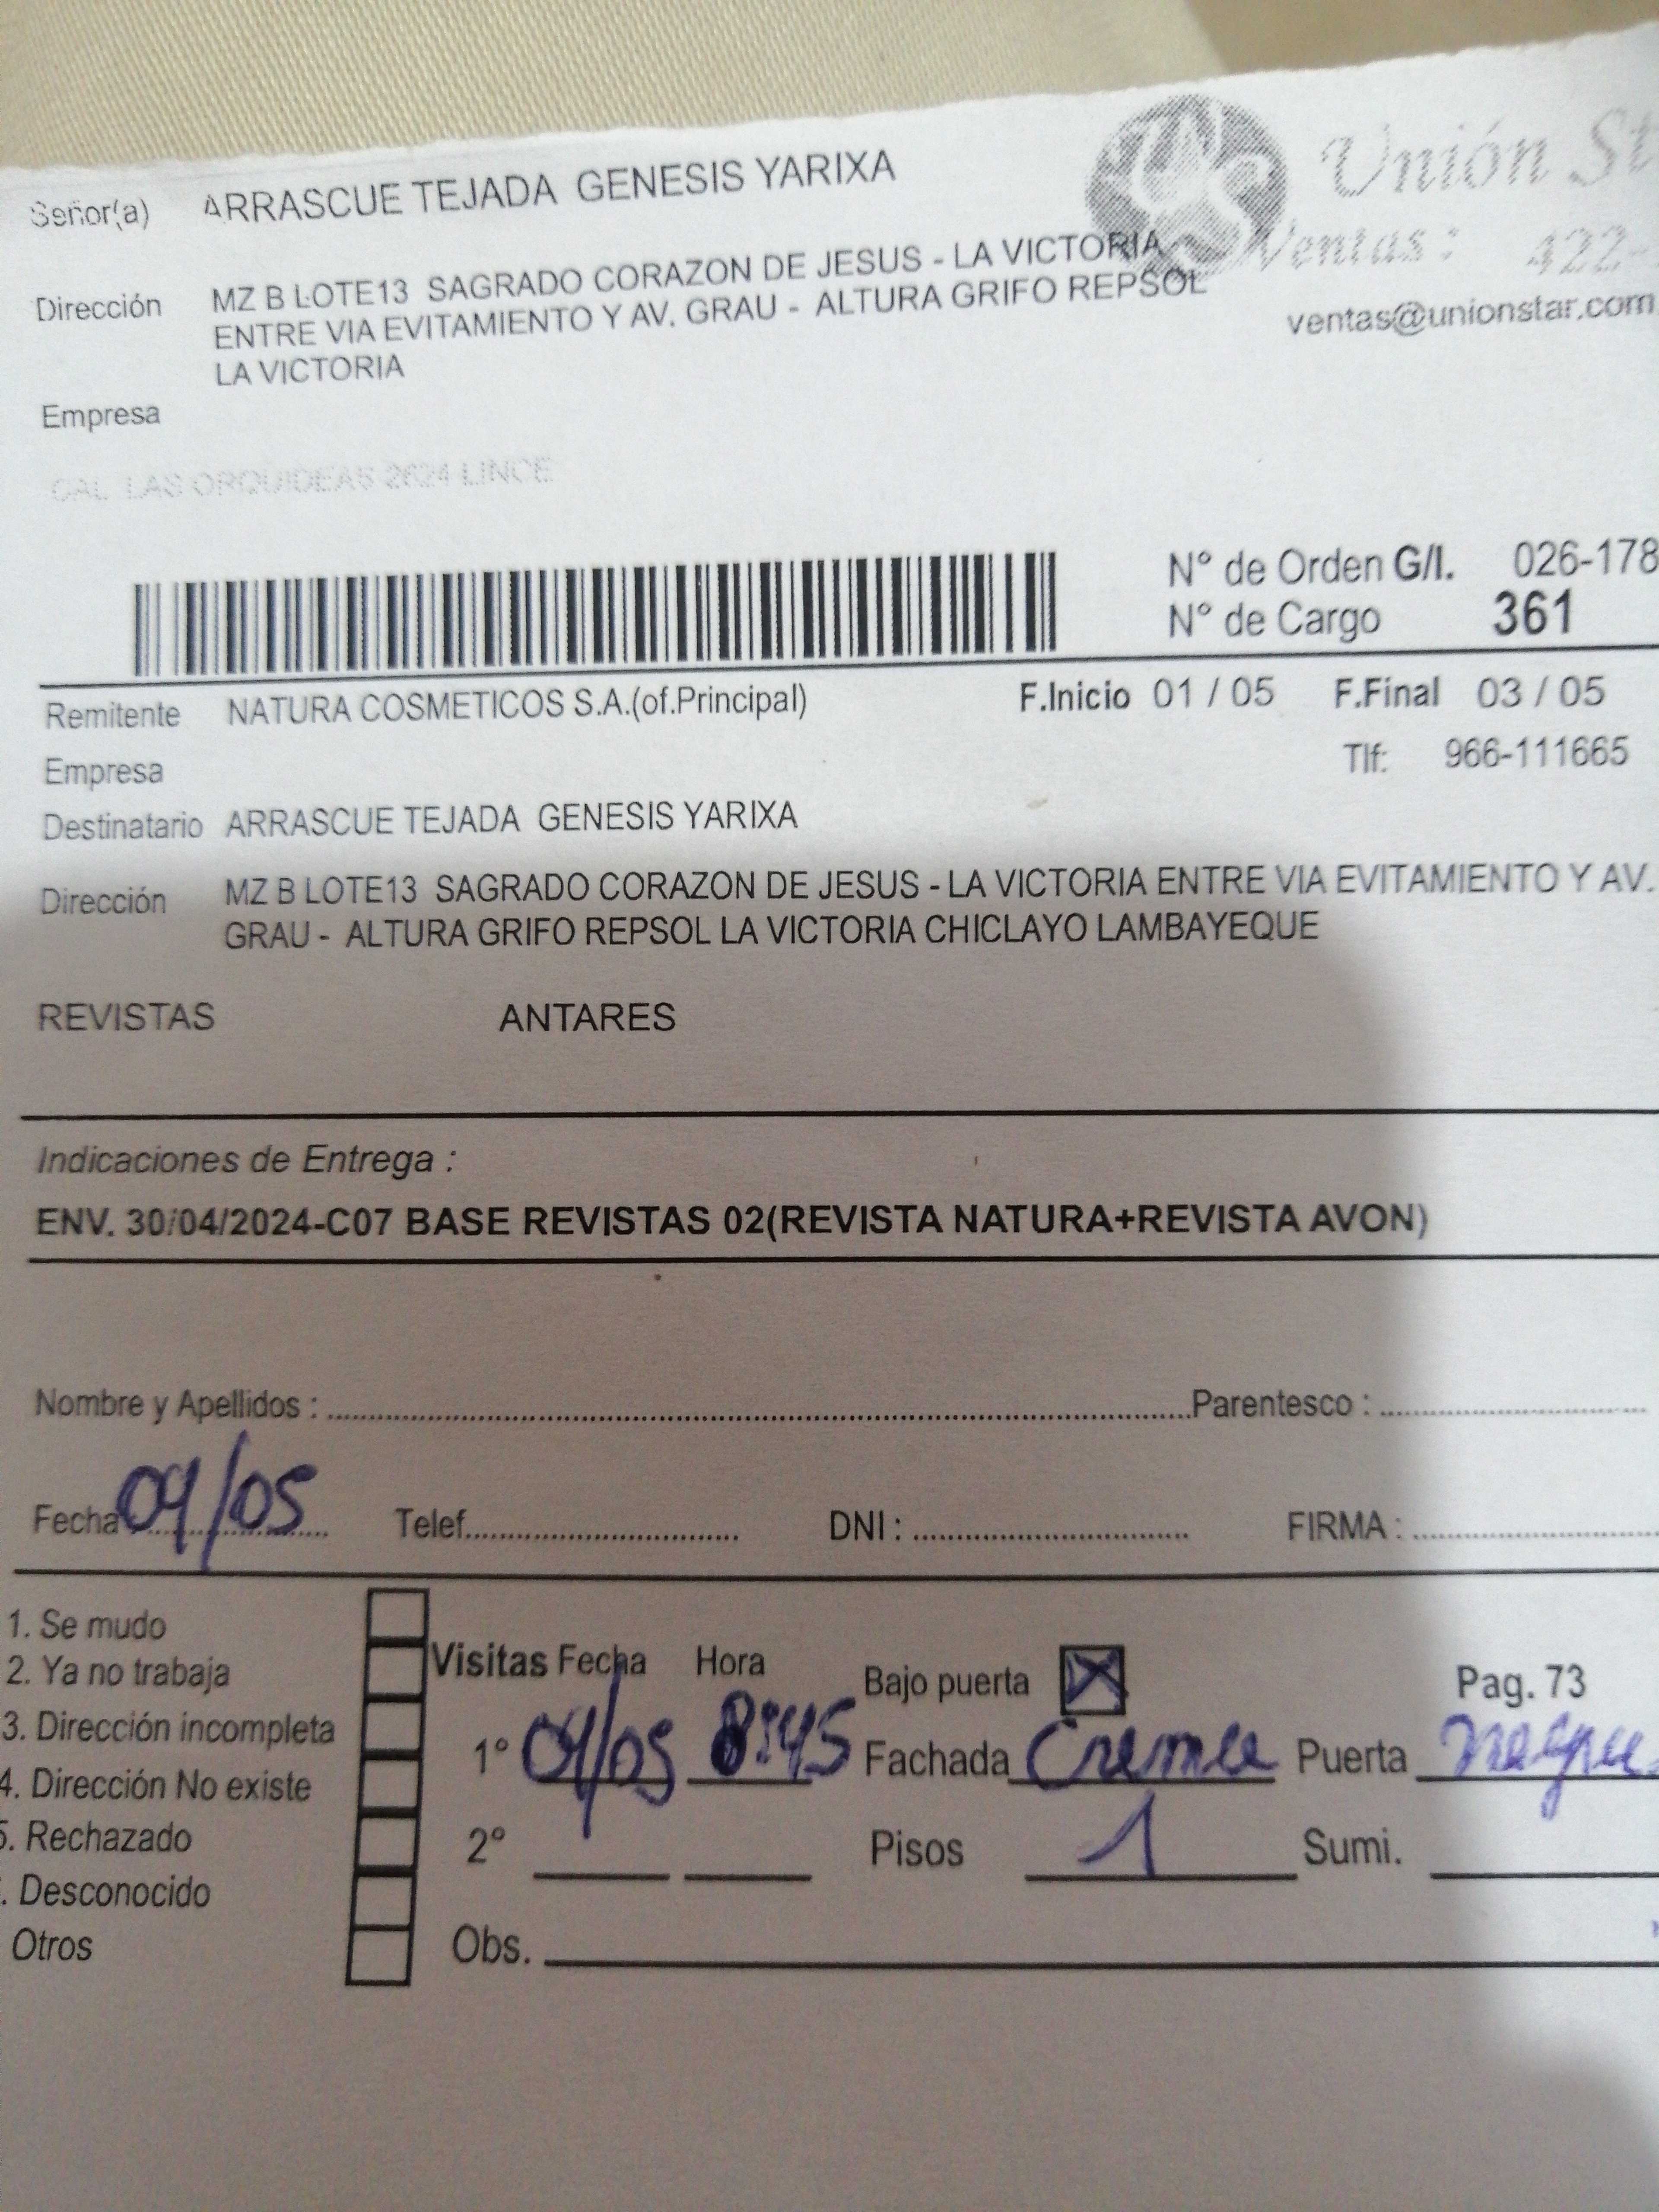 Señor(a) ARRASCUE TEJADA GENESIS YARIXA
Unión St
Ventas: 422-
ventas@unionstar.com
Dirección MZ B LOTE13 SAGRADO CORAZON DE JESUS - LA VICTORIA
ENTRE VIA EVITAMIENTO Y AV. GRAU - ALTURA GRIFO REPSOL
LA VICTORIA
Empresa
CAL LAS ORQUIDEAS 2624 LINCE
N° de Orden G/I. 026-178
N° de Cargo 361
Remitente NATURA COSMETICOS S.A.(of.Principal) F.Inicio 01 / 05 F.Final 03 / 05
Empresa Tlf: 966-111665
Destinatario ARRASCUE TEJADA GENESIS YARIXA
Dirección MZ B LOTE13 SAGRADO CORAZON DE JESUS - LA VICTORIA ENTRE VIA EVITAMIENTO Y AV.
GRAU - ALTURA GRIFO REPSOL LA VICTORIA CHICLAYO LAMBAYEQUE
REVISTAS ANTARES
Indicaciones de Entrega :
ENV. 30/04/2024-C07 BASE REVISTAS 02(REVISTA NATURA+REVISTA AVON)
Nombre y Apellidos : Parentesco :
Fecha 04/05 Telef. DNI : FIRMA :
1. Se mudo
2. Ya no trabaja
3. Dirección incompleta
4. Dirección No existe
5. Rechazado
. Desconocido
Otros
Visitas Fecha Hora Bajo puerta Pag. 73
1° 04/05 8:45 Fachada Crema Puerta negra
2° Pisos 1 Sumi.
Obs.